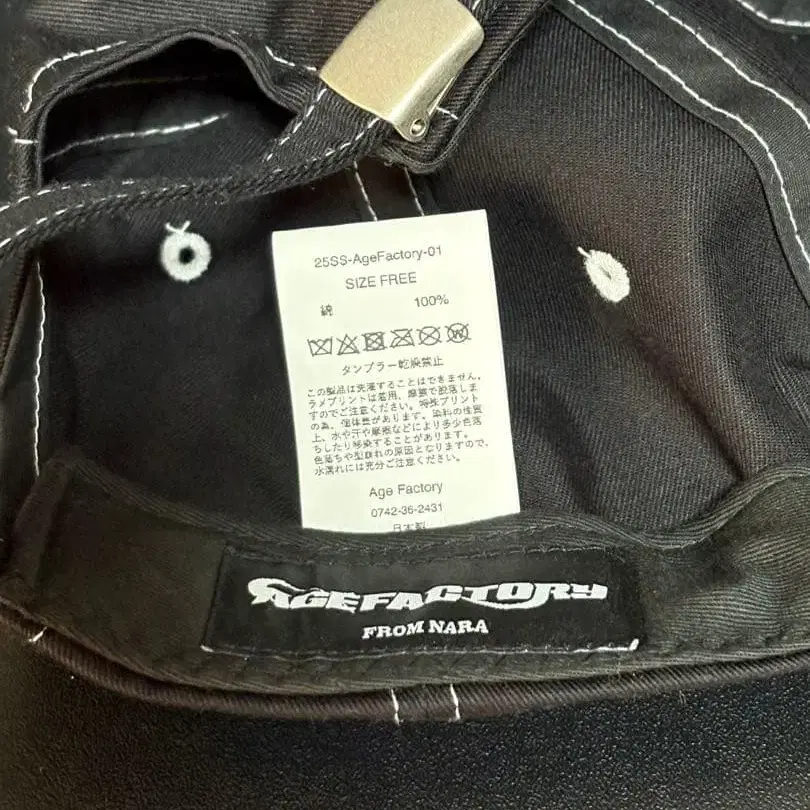 25SS-AgeFactory-01
SIZE FREE
綿 100%
タンブラー乾燥禁止
この製品は洗濯することはできません。
ラメプリントは着用、摩擦で脱落しま
すのでご注意ください。特殊プリント
の為、個体差があります。染料の性質
上、水や汗や摩擦などにより多少色落
ちしたり移染することがあります。
色落ちや型崩れの原因となりますので、
水濡れには充分ご注意ください。
Age Factory
0742-36-2431
日本製
AGEFACTORY
FROM NARA